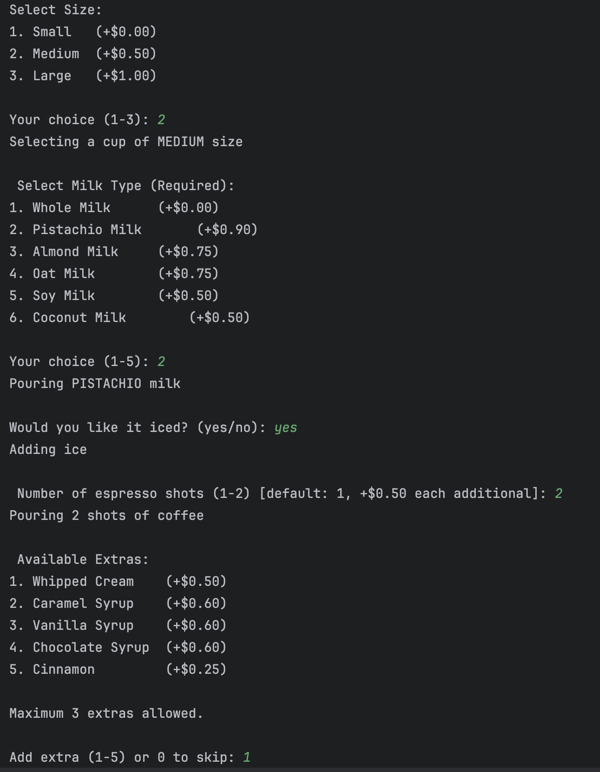 Select Size:
1. Small   (+$0.00)
2. Medium  (+$0.50)
3. Large   (+$1.00)
Your choice (1-3): 2
Selecting a cup of MEDIUM size
Select Milk Type (Required):
1. Whole Milk      (+$0.00)
2. Pistachio Milk       (+$0.90)
3. Almond Milk     (+$0.75)
4. Oat Milk        (+$0.75)
5. Soy Milk        (+$0.50)
6. Coconut Milk        (+$0.50)
Your choice (1-5): 2
Pouring PISTACHIO milk
Would you like it iced? (yes/no): yes
Adding ice
Number of espresso shots (1-2) [default: 1, +$0.50 each additional]: 2
Pouring 2 shots of coffee
Available Extras:
1. Whipped Cream    (+$0.50)
2. Caramel Syrup    (+$0.60)
3. Vanilla Syrup    (+$0.60)
4. Chocolate Syrup  (+$0.60)
5. Cinnamon         (+$0.25)
Maximum 3 extras allowed.
Add extra (1-5) or 0 to skip: 1